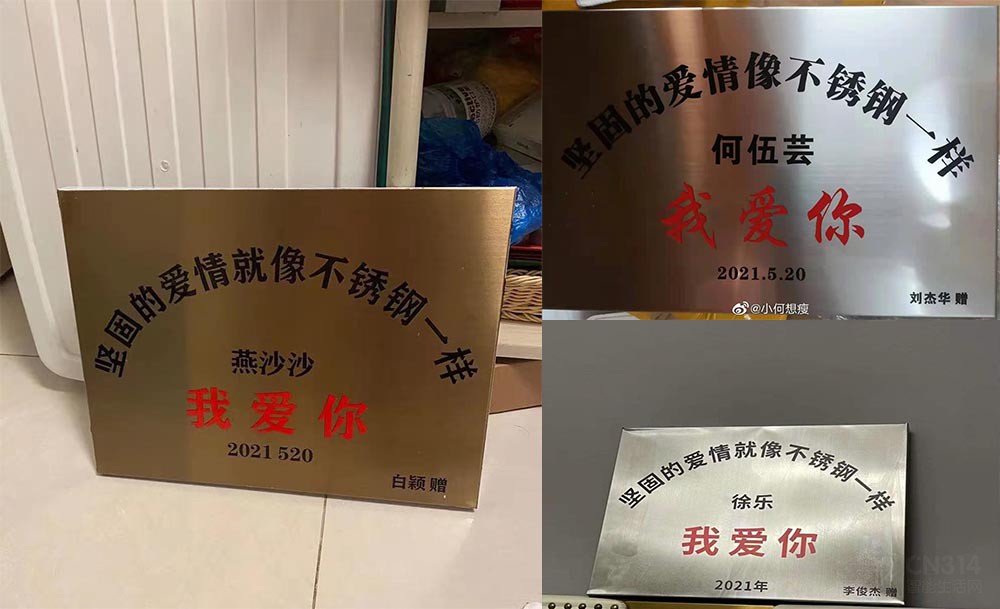 坚固的爱情就像不锈钢一样
燕沙沙
我爱你
2021 520
白颖 赠
坚固的爱情像不锈钢一样
何伍芸
我爱你
2021.5.20
刘杰华 赠
@小何想瘦
坚固的爱情就像不锈钢一样
徐乐
我爱你
2021年
李俊杰 赠
CN314